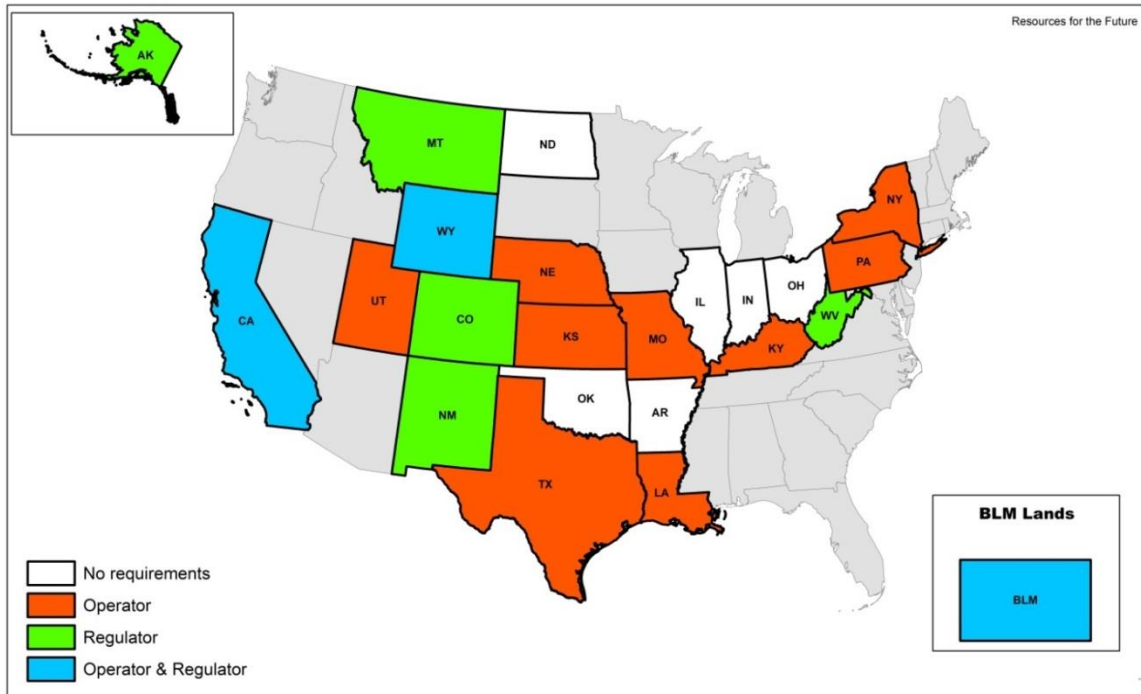 Resources for the Future
AK
MT
ND
WY
NY
NE
PA
UT
CO
IL
IN
OH
WV
CA
KS
MO
KY
NM
OK
AR
TX
LA
BLM Lands
BLM
No requirements
Operator
Regulator
Operator & Regulator